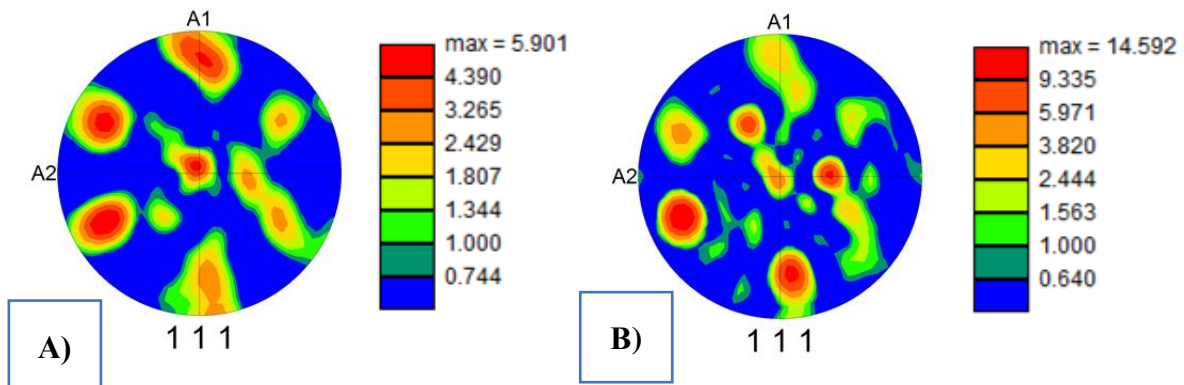 A1
A2
max = 5.901
4.390
3.265
2.429
1.807
1.344
1.000
0.744
1 1 1
A)
A1
A2
max = 14.592
9.335
5.971
3.820
2.444
1.563
1.000
0.640
1 1 1
B)